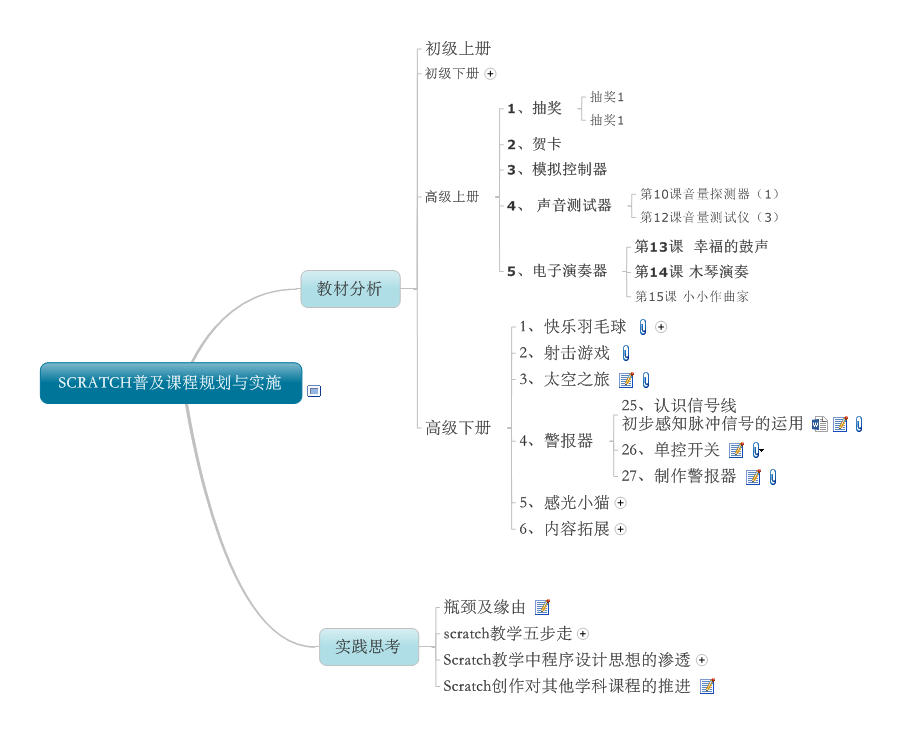 SCRATCH普及课程规划与实施
教材分析
初级上册
初级下册
高级上册
1、抽奖
抽奖1
抽奖1
2、贺卡
3、模拟控制器
4、 声音测试器
第10课音量探测器（1）
第12课音量测试仪（3）
5、电子演奏器
第13课 幸福的鼓声
第14课 木琴演奏
第15课 小小作曲家
高级下册
1、快乐羽毛球
2、射击游戏
3、太空之旅
4、警报器
25、认识信号线
初步感知脉冲信号的运用
26、单控开关
27、制作警报器
5、感光小猫
6、内容拓展
实践思考
瓶颈及缘由
scratch教学五步走
Scratch教学中程序设计思想的渗透
Scratch创作对其他学科课程的推进